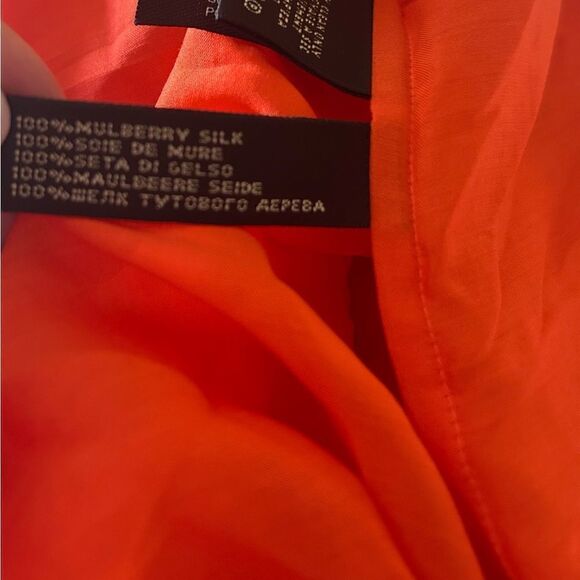 100%MULBERRY SILK
100%SOIE DE MURE
100%SETA DI GELSO
100%MAULBEERE SEIDE
100%ШЕЛК ТУТОВОГО ДЕРЕВА